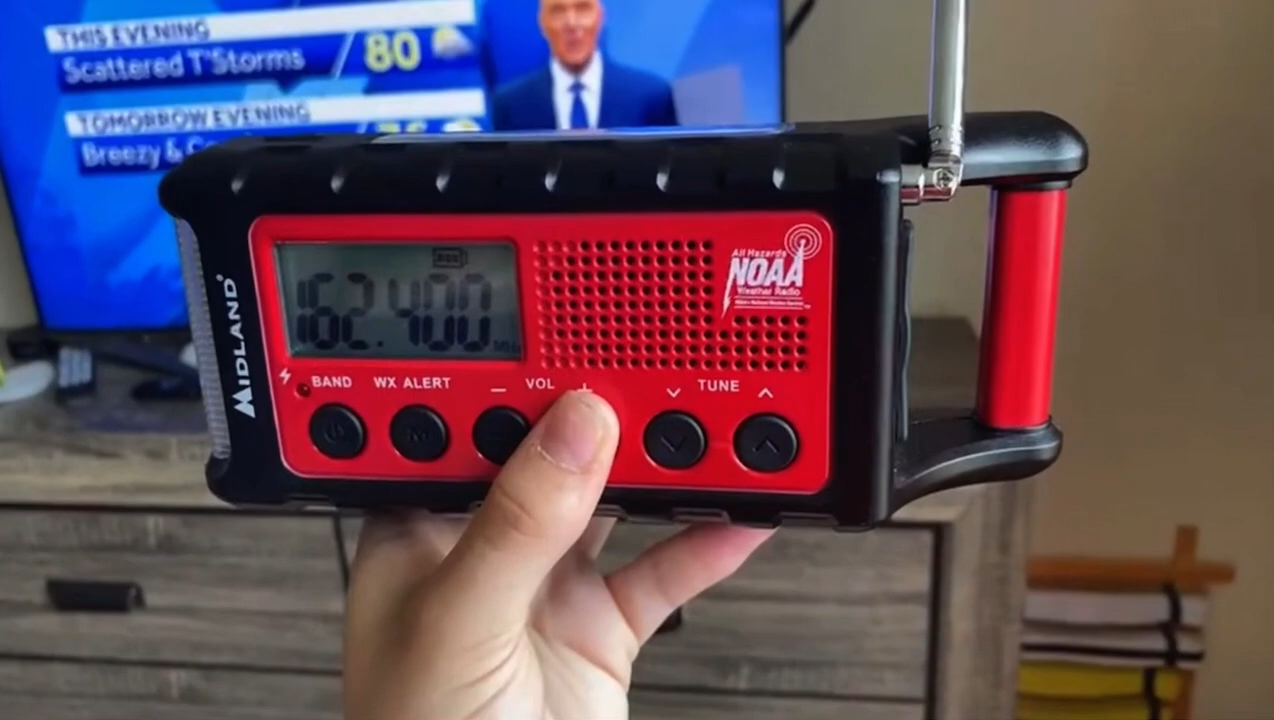 THIS EVENING
Scattered T'Storms
80
TOMORROW EVENING
Breezy &
MIDLAND
162.400
All Hazards
NOAA
Weather Radio
BAND
WX ALERT
– VOL +
TUNE
M